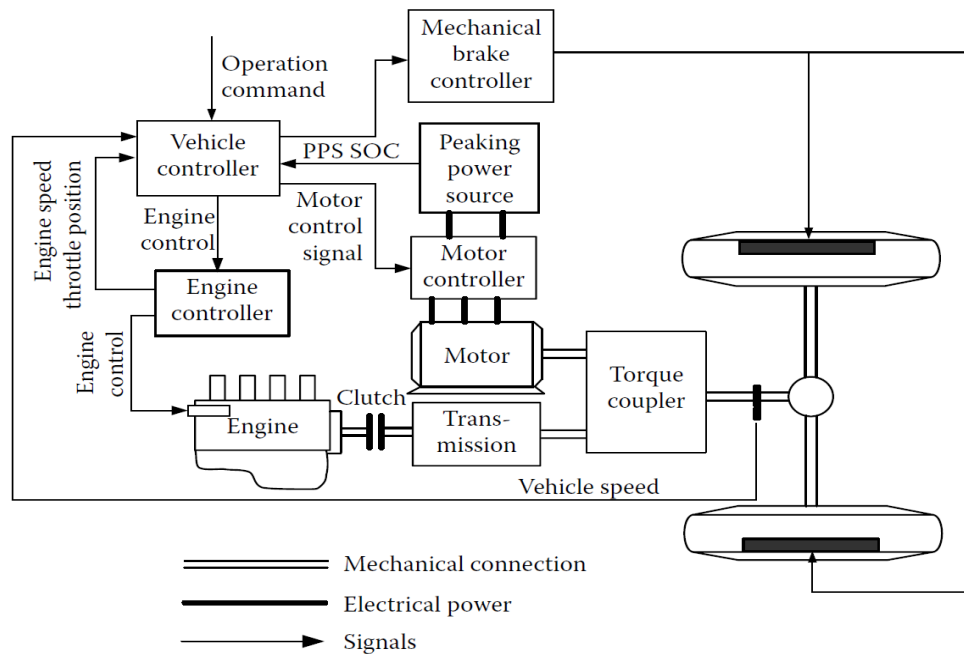 Mechanical
brake
controller
Operation
command
Vehicle
controller
PPS SOC
Peaking
power
source
Engine speed
throttle position
Engine
control
Motor
control
signal
Motor
controller
Engine
controller
Engine
control
Motor
Torque
coupler
Clutch
Engine
Trans-
mission
Vehicle speed
Mechanical connection
Electrical power
Signals